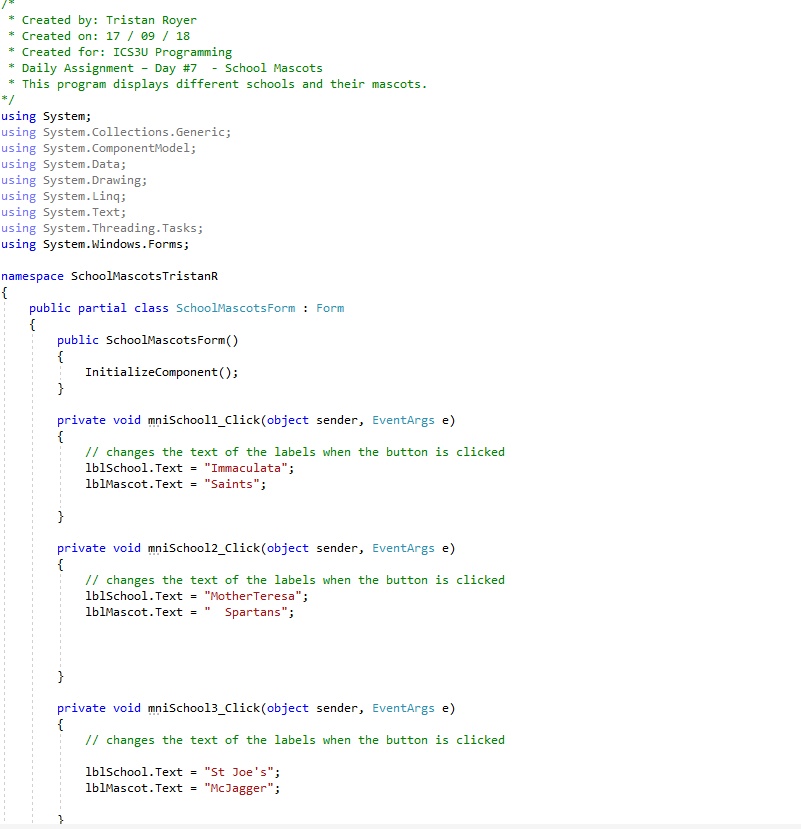 /*
 * Created by: Tristan Royer
 * Created on: 17 / 09 / 18
 * Created for: ICS3U Programming
 * Daily Assignment – Day #7  - School Mascots
 * This program displays different schools and their mascots.
*/
using System;
using System.Collections.Generic;
using System.ComponentModel;
using System.Data;
using System.Drawing;
using System.Linq;
using System.Text;
using System.Threading.Tasks;
using System.Windows.Forms;

namespace SchoolMascotsTristanR
{
    public partial class SchoolMascotsForm : Form
    {
        public SchoolMascotsForm()
        {
            InitializeComponent();
        }

        private void mniSchool1_Click(object sender, EventArgs e)
        {
            // changes the text of the labels when the button is clicked
            lblSchool.Text = "Immaculata";
            lblMascot.Text = "Saints";

        }

        private void mniSchool2_Click(object sender, EventArgs e)
        {
            // changes the text of the labels when the button is clicked
            lblSchool.Text = "MotherTeresa";
            lblMascot.Text = "  Spartans";



        }

        private void mniSchool3_Click(object sender, EventArgs e)
        {
            // changes the text of the labels when the button is clicked

            lblSchool.Text = "St Joe's";
            lblMascot.Text = "McJagger";

        }